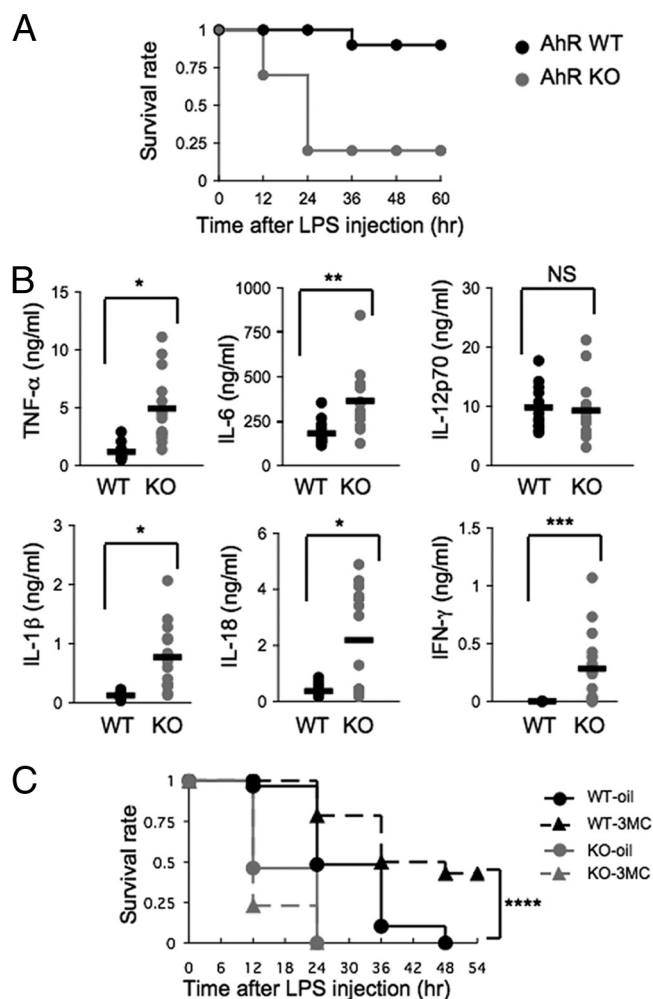 A
Survival rate
1
0.75
0.5
0.25
0
0 12 24 36 48 60
Time after LPS injection (hr)
AhR WT
AhR KO
B
TNF-α (ng/ml)
15
10
5
0
WT KO
*
IL-6 (ng/ml)
1000
750
500
250
0
WT KO
**
IL-12p70 (ng/ml)
30
20
10
0
WT KO
NS
IL-1β (ng/ml)
3
2
1
0
WT KO
*
IL-18 (ng/ml)
6
4
2
0
WT KO
*
IFN-γ (ng/ml)
1.5
1
0.5
0
WT KO
***
C
Survival rate
1
0.75
0.5
0.25
0
0 6 12 18 24 30 36 42 48 54
Time after LPS injection (hr)
WT-oil
WT-3MC
KO-oil
KO-3MC
****